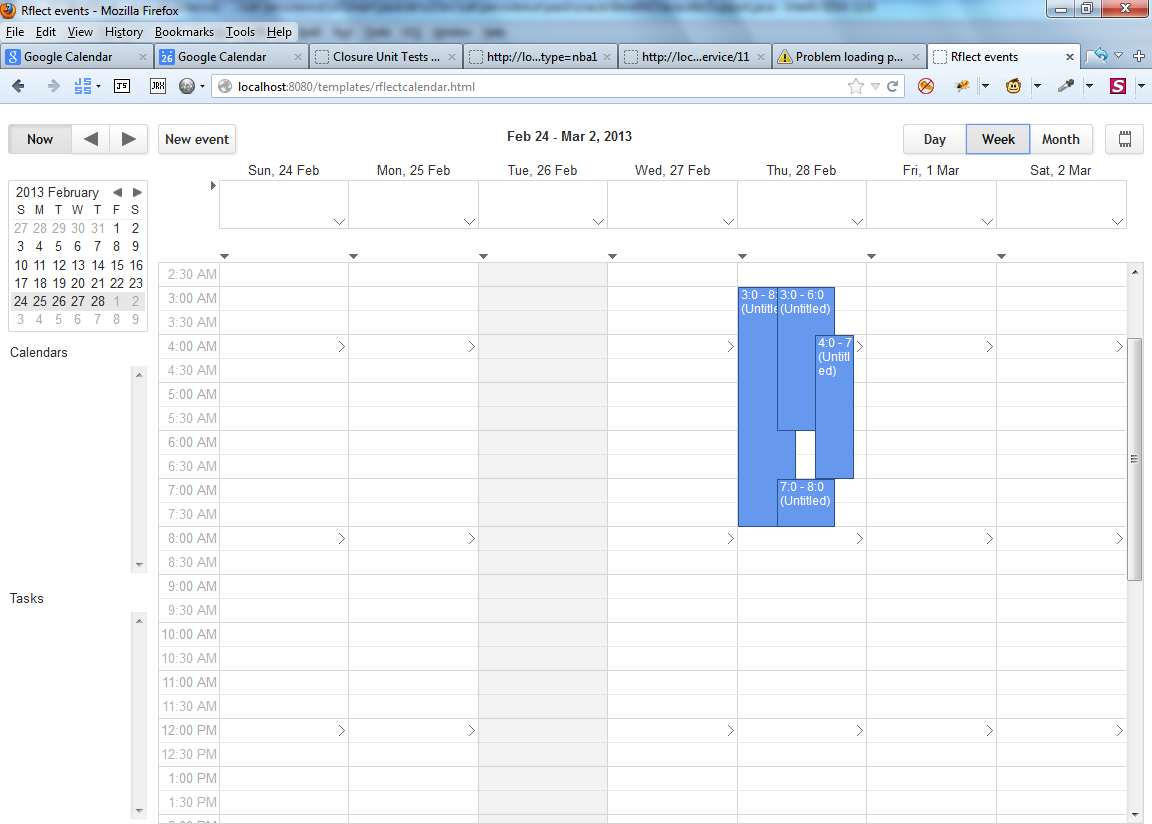 Rflect events - Mozilla Firefox
File Edit View History Bookmarks Tools Help
Google Calendar Google Calendar Closure Unit Tests ... http://lo...type=nba1 http://loc...ervice/11 Problem loading p... Rflect events
localhost:8080/templates/rflectcalendar.html
Now New event Feb 24 - Mar 2, 2013 Day Week Month
Sun, 24 Feb Mon, 25 Feb Tue, 26 Feb Wed, 27 Feb Thu, 28 Feb Fri, 1 Mar Sat, 2 Mar
2013 February
S M T W T F S
27 28 29 30 31 1 2
3 4 5 6 7 8 9
10 11 12 13 14 15 16
17 18 19 20 21 22 23
24 25 26 27 28 1 2
3 4 5 6 7 8 9
Calendars
Tasks
2:30 AM
3:00 AM
3:30 AM
4:00 AM
4:30 AM
5:00 AM
5:30 AM
6:00 AM
6:30 AM
7:00 AM
7:30 AM
8:00 AM
8:30 AM
9:00 AM
9:30 AM
10:00 AM
10:30 AM
11:00 AM
11:30 AM
12:00 PM
12:30 PM
1:00 PM
1:30 PM
3:0 - 8:
(Untitle
3:0 - 6:0
(Untitled)
4:0 - 7
(Untitl
ed)
7:0 - 8:0
(Untitled)